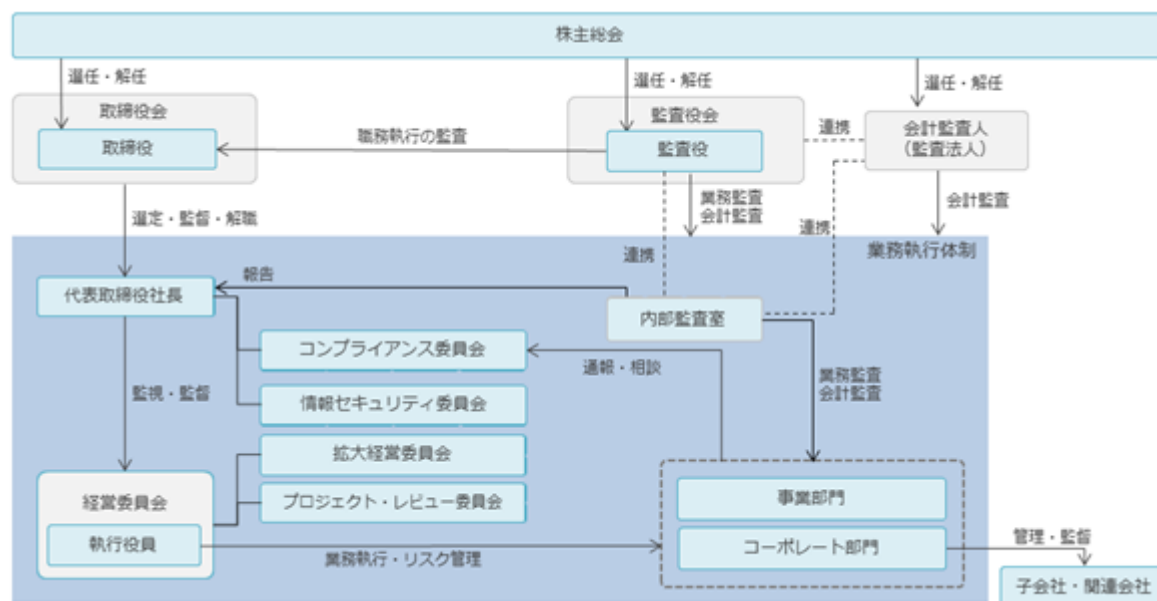 株主総会
選任・解任
選任・解任
選任・解任
取締役会
取締役
職務執行の監査
監査役会
監査役
連携
会計監査人
(監査法人)
選定・監督・解職
業務監査
会計監査
会計監査
連携
連携
業務執行体制
報告
代表取締役社長
内部監査室
コンプライアンス委員会
通報・相談
業務監査
会計監査
監視・監督
情報セキュリティ委員会
拡大経営委員会
経営委員会
プロジェクト・レビュー委員会
事業部門
執行役員
業務執行・リスク管理
コーポレート部門
管理・監督
子会社・関連会社